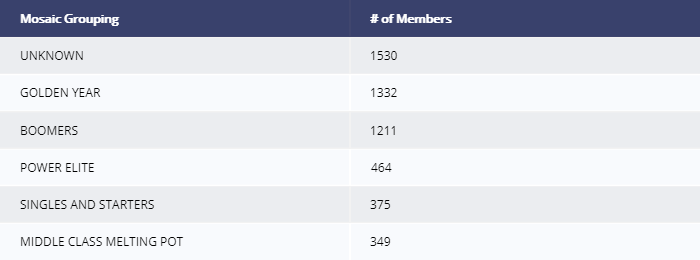 Mosaic Grouping # of Members
UNKNOWN 1530
GOLDEN YEAR 1332
BOOMERS 1211
POWER ELITE 464
SINGLES AND STARTERS 375
MIDDLE CLASS MELTING POT 349